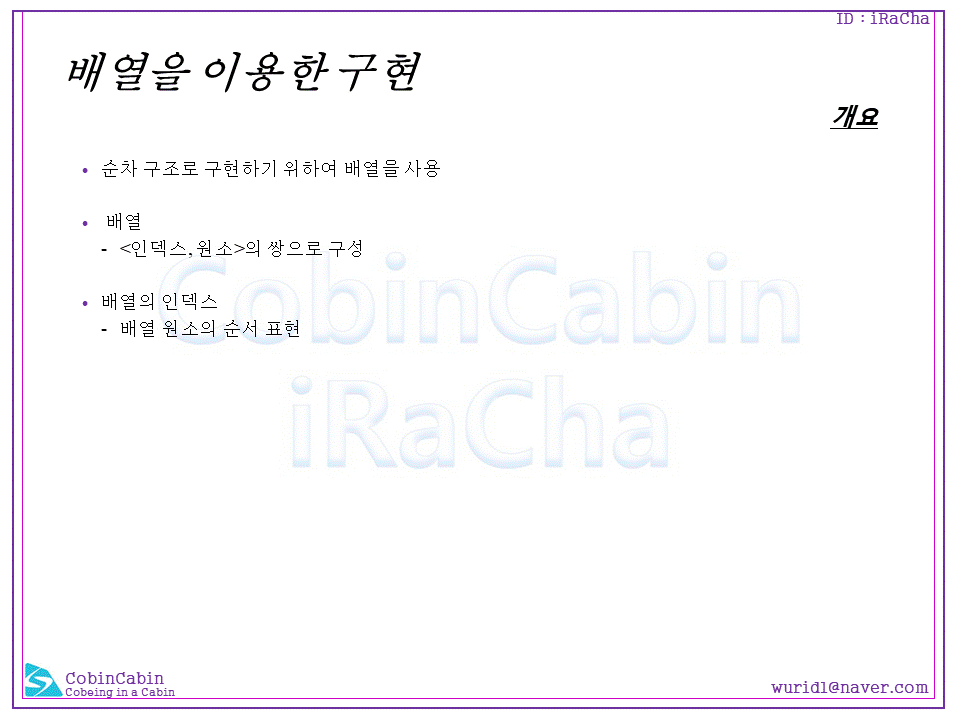 ID : iRaCha
배열을 이용한 구현
개요
• 순차 구조로 구현하기 위하여 배열을 사용
• 배열
- <인덱스, 원소>의 쌍으로 구성
• 배열의 인덱스
- 배열 원소의 순서 표현
CobinCabin
iRaCha
CobinCabin
Cobeing in a Cabin
wurid1@naver.com